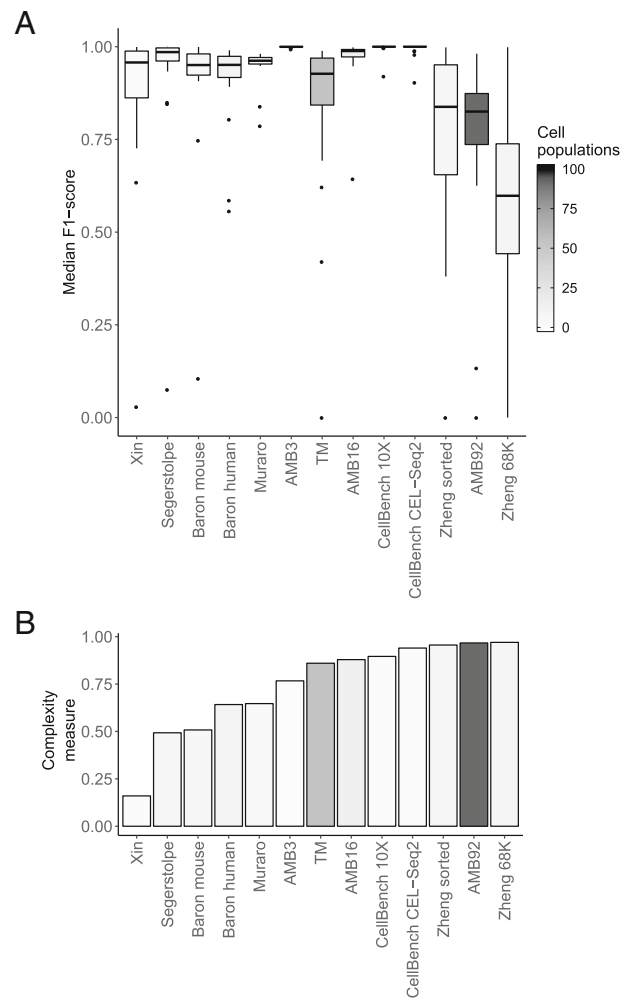 A
Median F1−score
1.00
0.75
0.50
0.25
0.00
Xin
Segerstolpe
Baron mouse
Baron human
Muraro
AMB3
TM
AMB16
CellBench 10X
CellBench CEL−Seq2
Zheng sorted
AMB92
Zheng 68K
Cell
populations
100
75
50
25
0
B
Complexity
measure
1.00
0.75
0.50
0.25
0.00
Xin
Segerstolpe
Baron mouse
Baron human
Muraro
AMB3
TM
AMB16
CellBench 10X
CellBench CEL−Seq2
Zheng sorted
AMB92
Zheng 68K